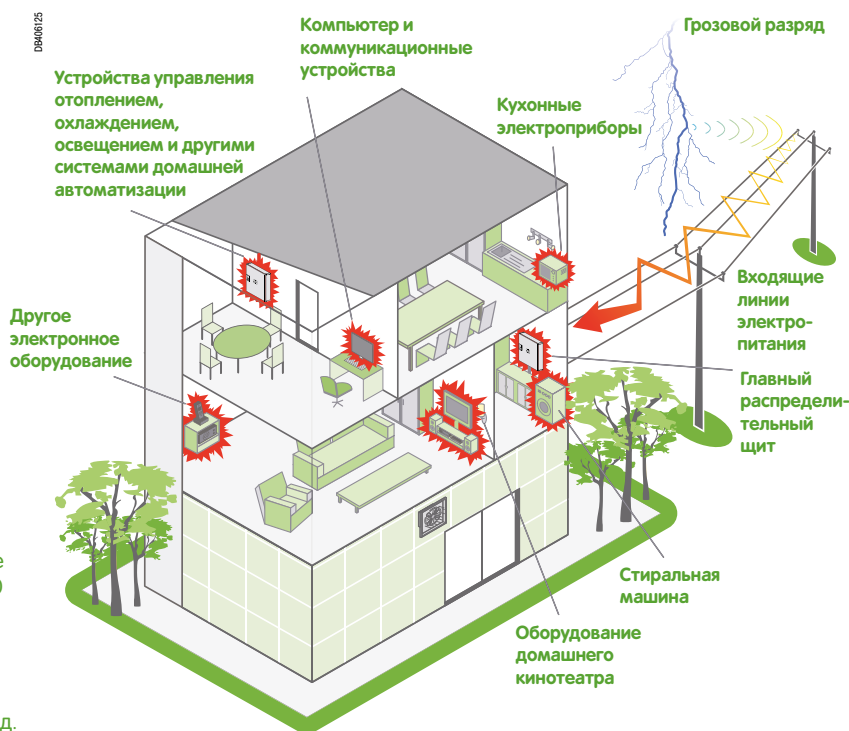 DB406125
Компьютер и
коммуникационные
устройства
Грозовой разряд
Устройства управления
отоплением,
охлаждением,
освещением и другими
системами домашней
автоматизации
Кухонные
электроприборы
Входящие
линии
электро-
питания
Другое
электронное
оборудование
Главный
распредели-
тельный
щит
Стиральная
машина
Оборудование
домашнего
кинотеатра
е
д.